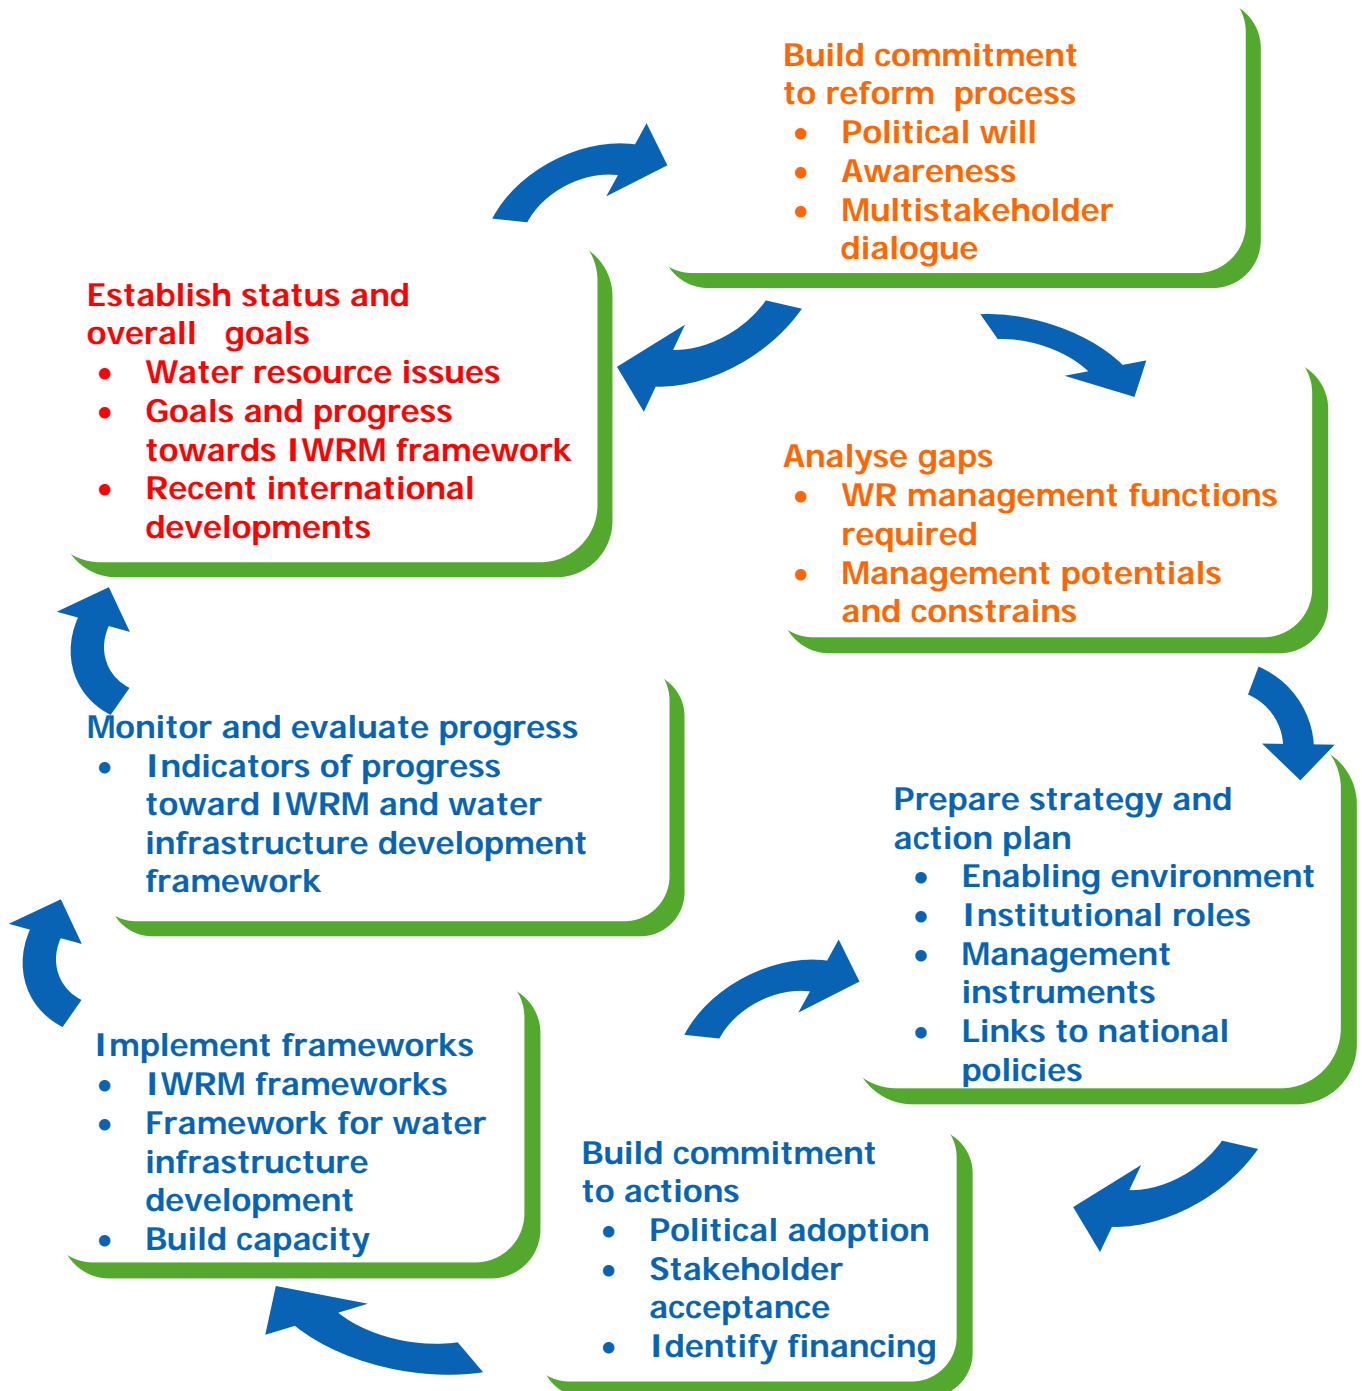 Build commitment
to reform process
• Political will
• Awareness
• Multistakeholder
dialogue
Establish status and
overall goals
• Water resource issues
• Goals and progress
towards IWRM framework
• Recent international
developments
Analyse gaps
• WR management functions
required
• Management potentials
and constrains
Monitor and evaluate progress
• Indicators of progress
toward IWRM and water
infrastructure development
framework
Prepare strategy and
action plan
• Enabling environment
• Institutional roles
• Management
instruments
• Links to national
policies
Implement frameworks
• IWRM frameworks
• Framework for water
infrastructure
development
• Build capacity
Build commitment
to actions
• Political adoption
• Stakeholder
acceptance
• Identify financing